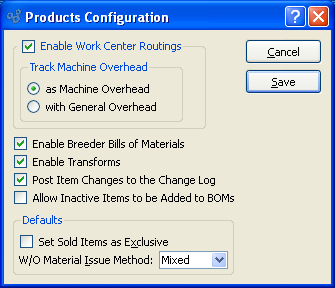 Products Configuration
Enable Work Center Routings
Cancel
Track Machine Overhead
Save
as Machine Overhead
with General Overhead
Enable Breeder Bills of Materials
Enable Transforms
Post Item Changes to the Change Log
Allow Inactive Items to be Added to BOMs
Defaults
Set Sold Items as Exclusive
W/O Material Issue Method: Mixed